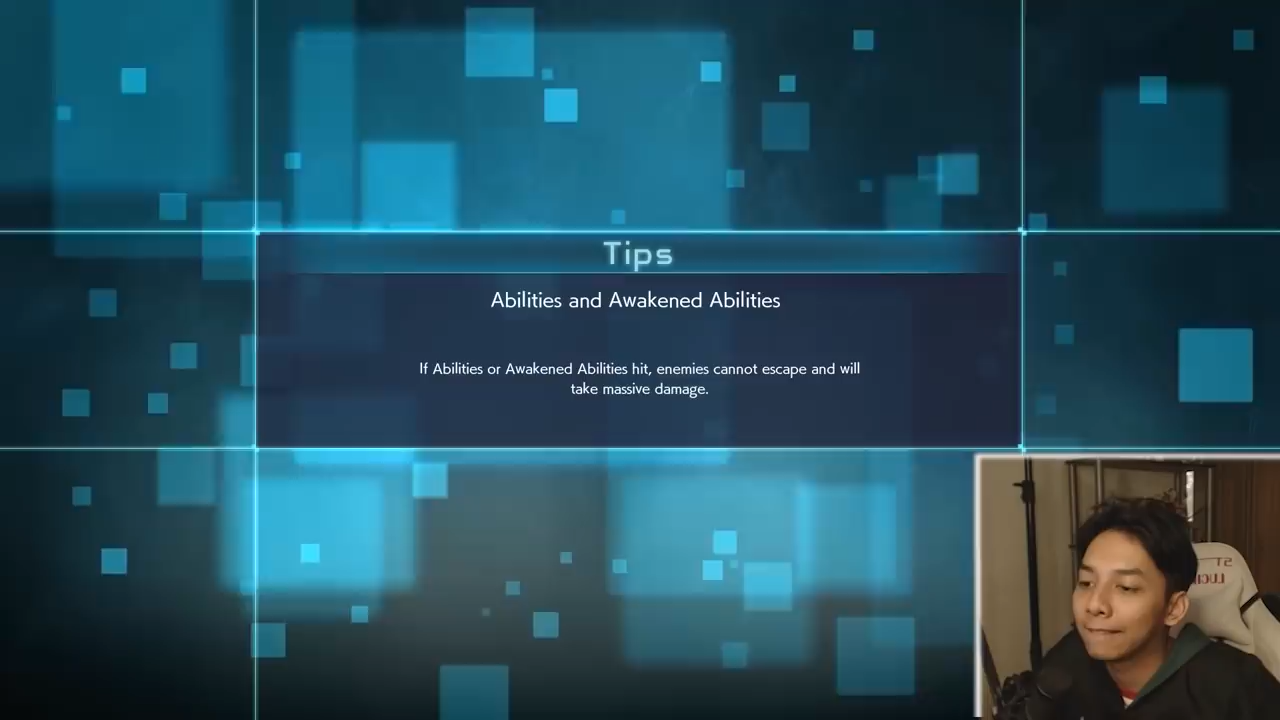 Tips
Abilities and Awakened Abilities
If Abilities or Awakened Abilities hit, enemies cannot escape and will
take massive damage.